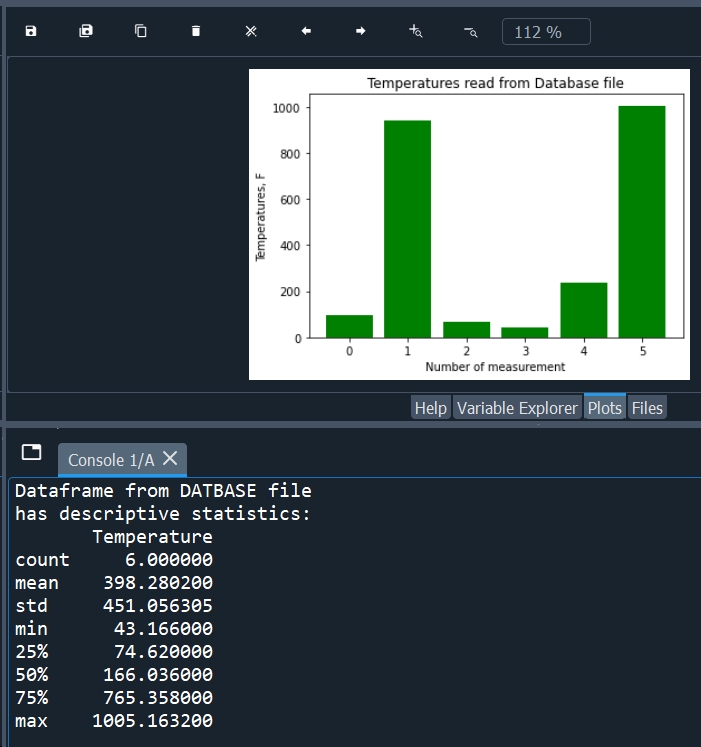 112 %
Temperatures read from Database file
1000
800
600
400
200
0
Temperatures, F
0 1 2 3 4 5
Number of measurement
Help Variable Explorer Plots Files
Console 1/A
Dataframe from DATBASE file
has descriptive statistics:
Temperature
count 6.000000
mean 398.280200
std 451.056305
min 43.166000
25% 74.620000
50% 166.036000
75% 765.358000
max 1005.163200